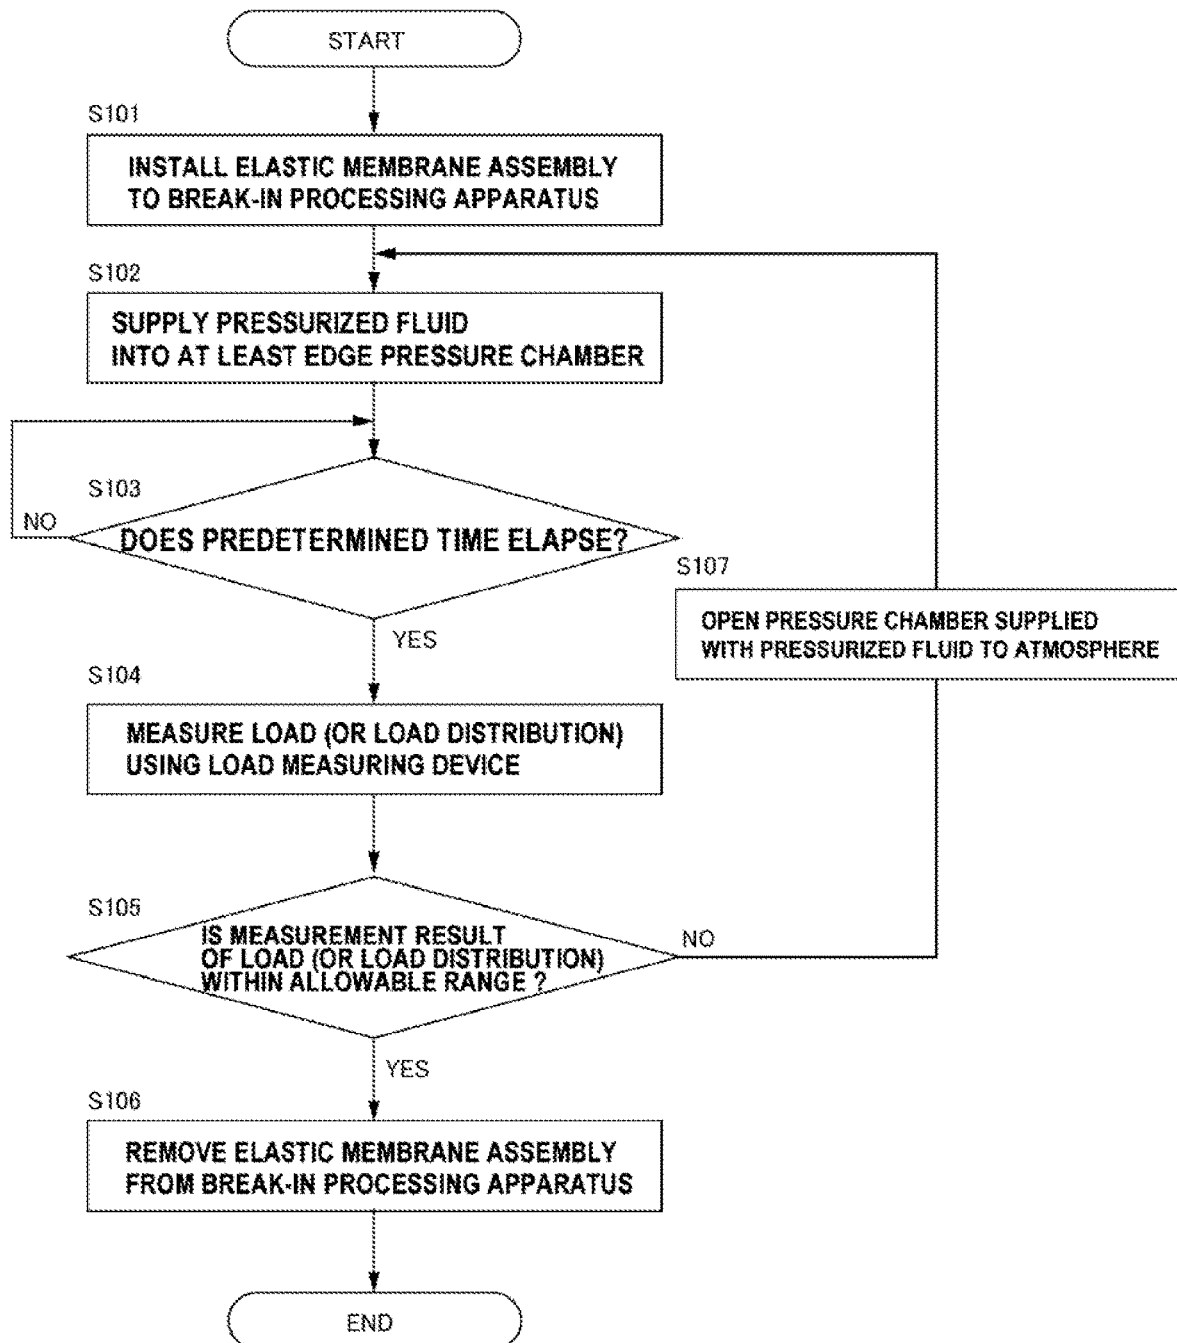 START
S101
INSTALL ELASTIC MEMBRANE ASSEMBLY
TO BREAK-IN PROCESSING APPARATUS
S102
SUPPLY PRESSURIZED FLUID
INTO AT LEAST EDGE PRESSURE CHAMBER
S103
NO
DOES PREDETERMINED TIME ELAPSE?
YES
S107
OPEN PRESSURE CHAMBER SUPPLIED
WITH PRESSURIZED FLUID TO ATMOSPHERE
S104
MEASURE LOAD (OR LOAD DISTRIBUTION)
USING LOAD MEASURING DEVICE
S105
IS MEASUREMENT RESULT
OF LOAD (OR LOAD DISTRIBUTION)
WITHIN ALLOWABLE RANGE ?
NO
YES
S106
REMOVE ELASTIC MEMBRANE ASSEMBLY
FROM BREAK-IN PROCESSING APPARATUS
END